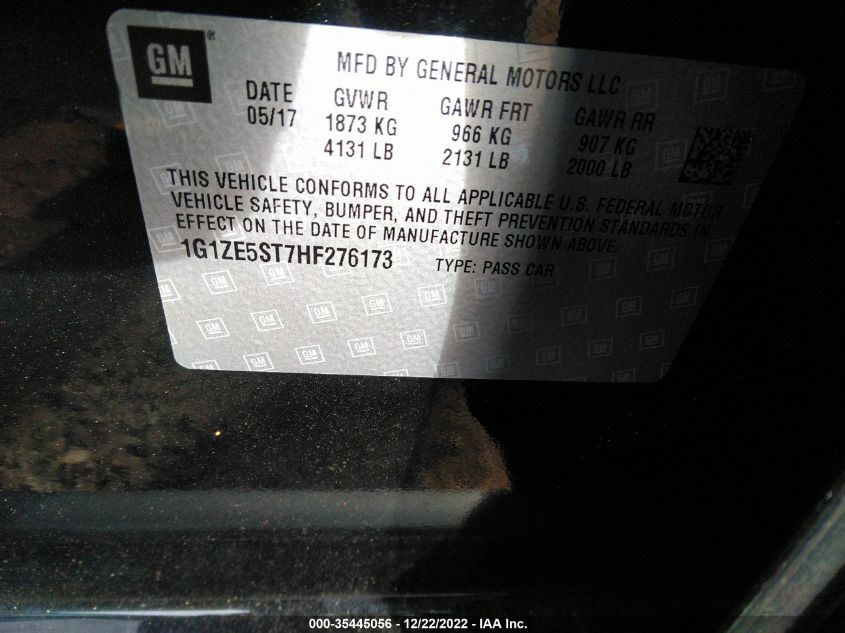 GM ®
MFD BY GENERAL MOTORS LLC
DATE GVWR GAWR FRT GAWR RR
05/17 1873 KG 966 KG 907 KG
4131 LB 2131 LB 2000 LB
THIS VEHICLE CONFORMS TO ALL APPLICABLE U.S. FEDERAL MOTOR
VEHICLE SAFETY, BUMPER, AND THEFT PREVENTION STANDARDS IN
EFFECT ON THE DATE OF MANUFACTURE SHOWN ABOVE.
1G1ZE5ST7HF276173 TYPE: PASS CAR
000-35445056 - 12/22/2022 - IAA Inc.